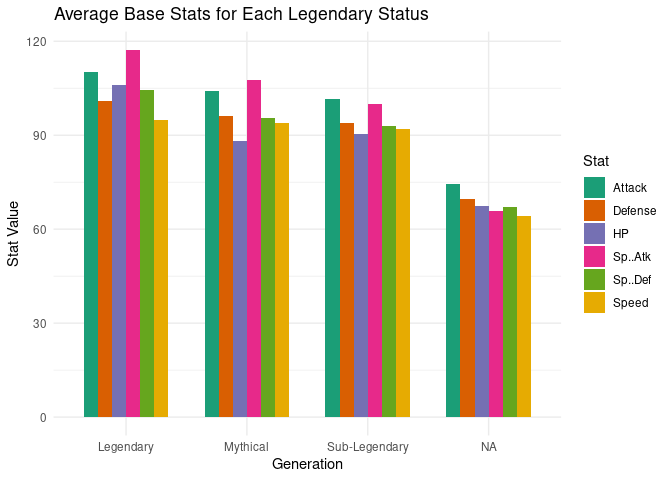 Average Base Stats for Each Legendary Status
120
90
60
30
0
Stat Value
Legendary
Mythical
Sub-Legendary
NA
Generation
Stat
Attack
Defense
HP
Sp..Atk
Sp..Def
Speed